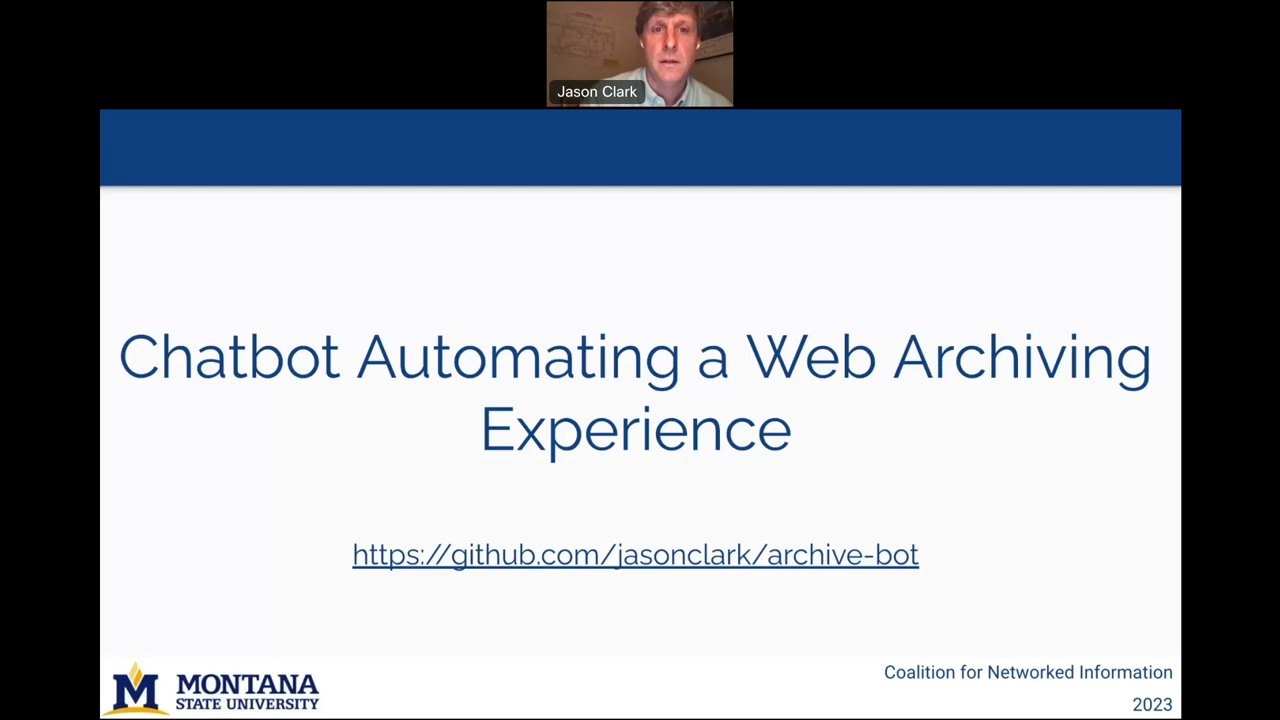 Jason Clark
Chatbot Automating a Web Archiving
Experience
https://github.com/jasonclark/archive-bot
M MONTANA
STATE UNIVERSITY
Coalition for Networked Information
2023